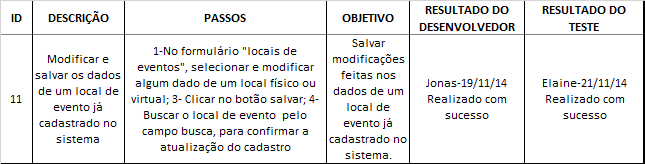 ID
DESCRIÇÃO
PASSOS
OBJETIVO
RESULTADO DO
DESENVOLVEDOR
RESULTADO DO
TESTE
11
Modificar e
salvar os dados
de um local de
evento já
cadastrado no
sistema
1-No formulário "locais de
eventos", selecionar e modificar
algum dado de um local físico ou
virtual; 3- Clicar no botão salvar; 4-
Buscar o local de evento pelo
campo busca, para confirmar a
atualização do cadastro
Salvar
modificações
feitas nos
dados de um
local de
evento já
cadastrado no
sistema.
Jonas-19/11/14
Realizado com
sucesso
Elaine-21/11/14
Realizado com
sucesso